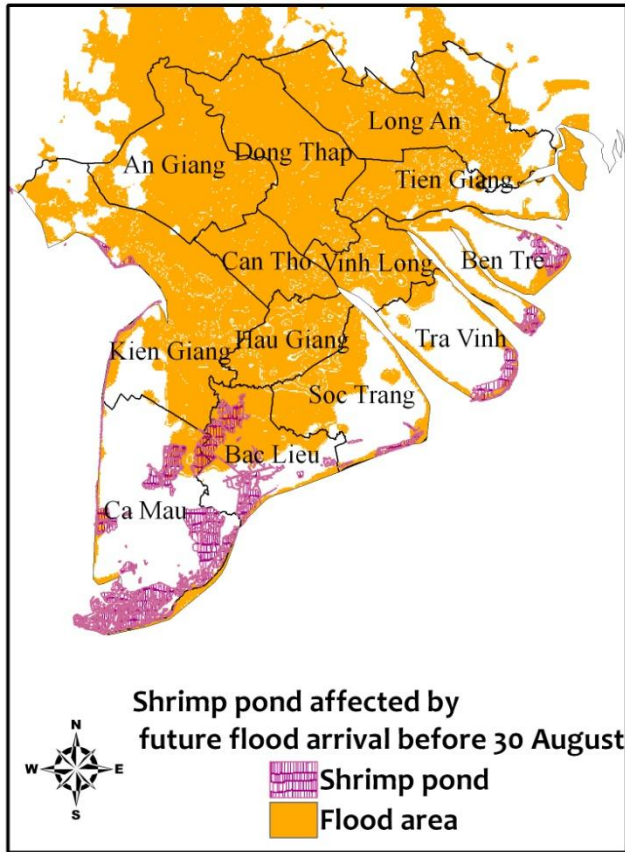 Long An
Dong Thap
An Giang
Tien Giang
Can Tho
Vinh Long
Ben Tre
Tra Vinh
Kien Giang
Hau Giang
Soc Trang
Bac Lieu
Ca Mau
Shrimp pond affected by
future flood arrival before 30 August
N
W
E
S
Shrimp pond
Flood area